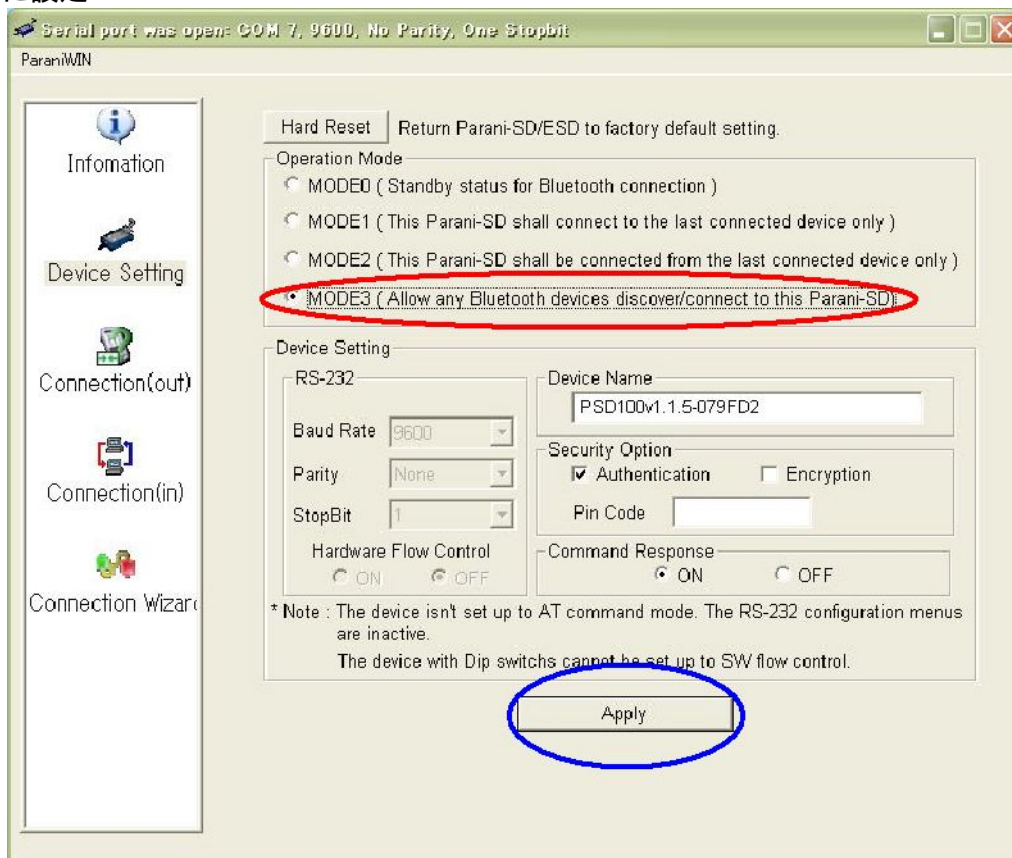 に設定
Serial port was open: COM 7, 9600, No Parity, One Stopbit
ParaniWIN
Infomation
Device Setting
Connection(out)
Connection(in)
Connection Wizar
Hard Reset Return Parani-SD/ESD to factory default setting.
Operation Mode
MODE0 ( Standby status for Bluetooth connection )
MODE1 ( This Parani-SD shall connect to the last connected device only )
MODE2 ( This Parani-SD shall be connected from the last connected device only )
MODE3 ( Allow any Bluetooth devices discover/connect to this Parani-SD)
Device Setting
RS-232
Baud Rate 9600
Parity None
StopBit 1
Hardware Flow Control
ON OFF
Device Name
PSD100v1.1.5-079FD2
Security Option
Authentication Encryption
Pin Code
Command Response
ON OFF
* Note : The device isn't set up to AT command mode. The RS-232 configuration menus
are inactive.
The device with Dip switchs cannot be set up to SW flow control.
Apply